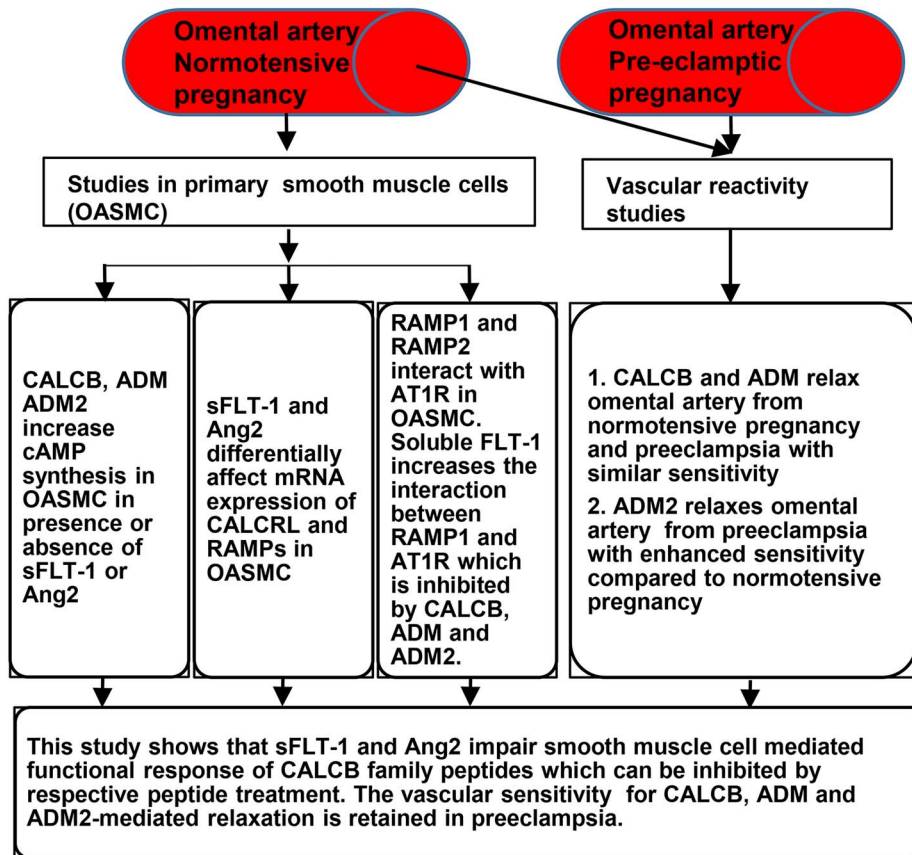 Omental artery
Normotensive
pregnancy
Omental artery
Pre-eclamptic
pregnancy
Studies in primary smooth muscle cells
(OASMC)
Vascular reactivity
studies
CALCB, ADM
ADM2
increase
cAMP
synthesis in
OASMC in
presence or
absence of
sFLT-1 or
Ang2
sFLT-1 and
Ang2
differentially
affect mRNA
expression of
CALCRL and
RAMPs in
OASMC
RAMP1 and
RAMP2
interact with
AT1R in
OASMC.
Soluble FLT-1
increases the
interaction
between
RAMP1 and
AT1R which
is inhibited
by CALCB,
ADM and
ADM2.
1. CALCB and ADM relax
omental artery from
normotensive pregnancy
and preeclampsia with
similar sensitivity
2. ADM2 relaxes omental
artery from preeclampsia
with enhanced sensitivity
compared to normotensive
pregnancy
This study shows that sFLT-1 and Ang2 impair smooth muscle cell mediated
functional response of CALCB family peptides which can be inhibited by
respective peptide treatment. The vascular sensitivity for CALCB, ADM and
ADM2-mediated relaxation is retained in preeclampsia.